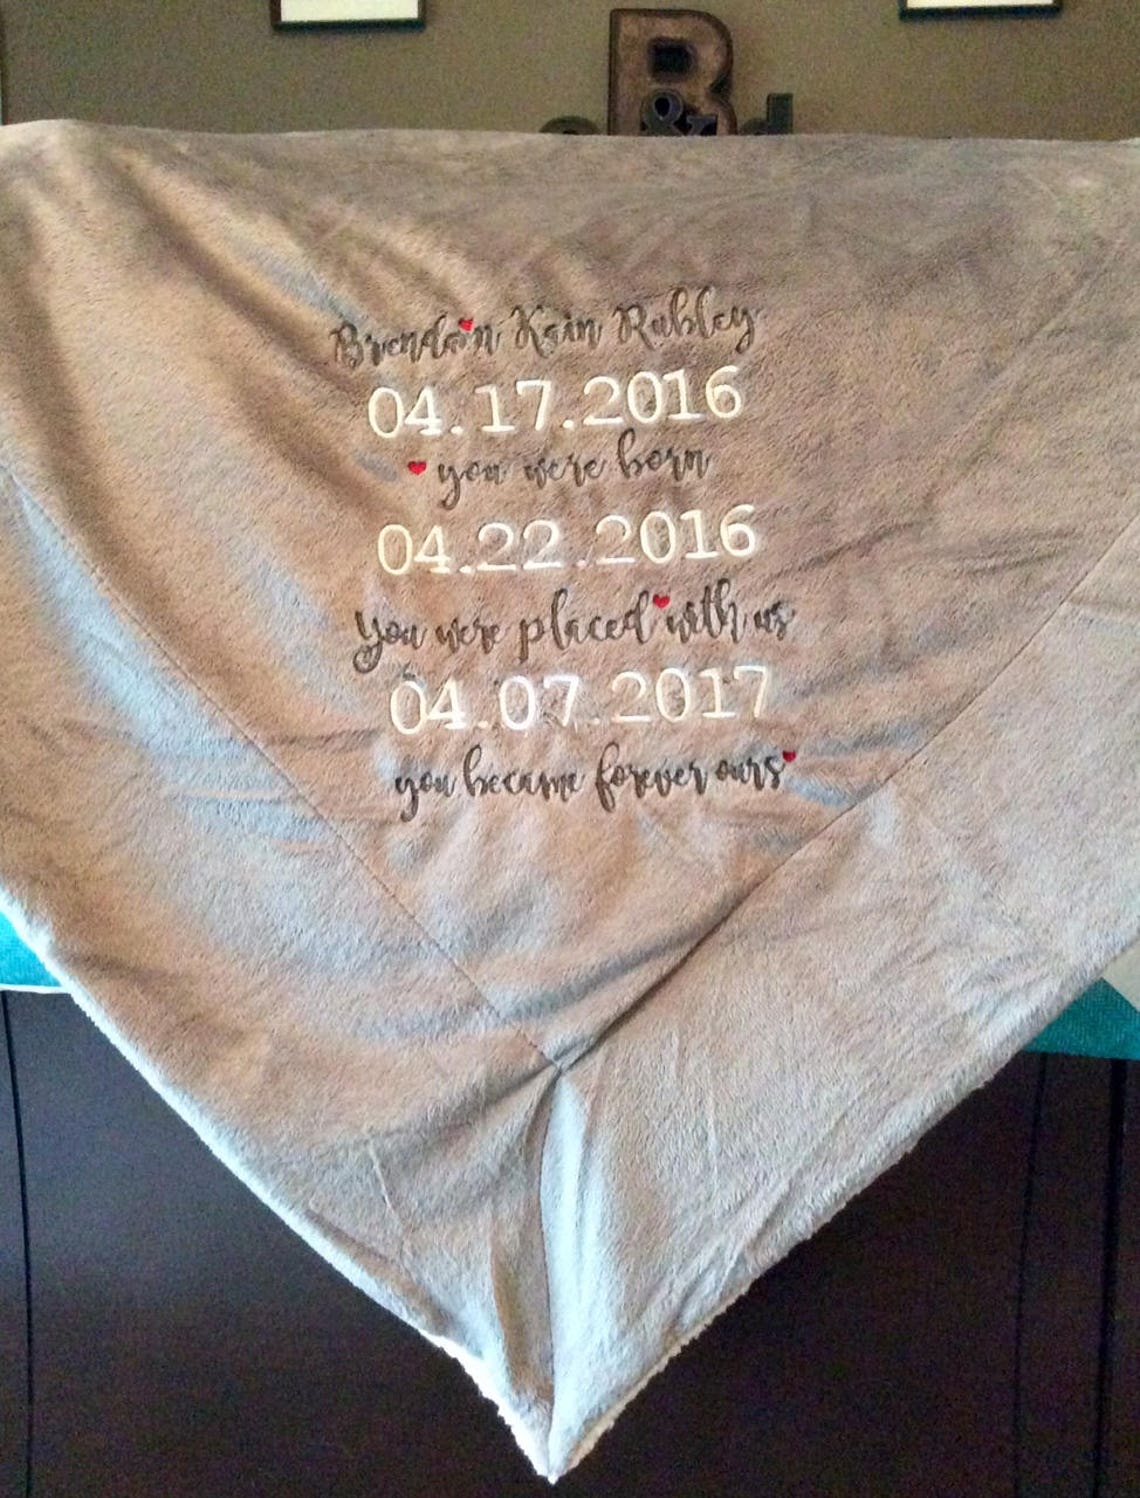 B
&
d
Brendain Kain Rubley
04.17.2016
you were born
04.22.2016
you were placed with us
04.07.2017
you became forever ours